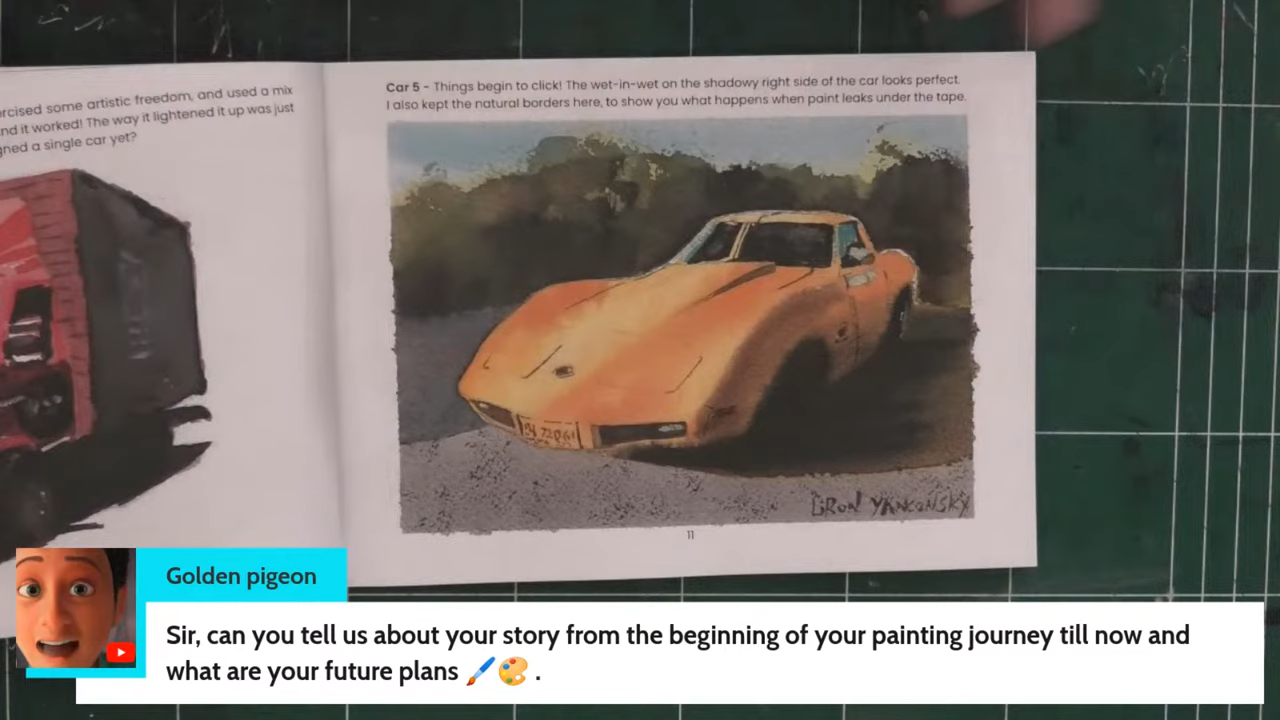 rcised some artistic freedom, and used a mix
nd it worked! The way it lightened it up was just
gned a single car yet?
Car 5 - Things begin to click! The wet-in-wet on the shadowy right side of the car looks perfect.
I also kept the natural borders here, to show you what happens when paint leaks under the tape.
LIRON YANKONSKY
11
Golden pigeon
Sir, can you tell us about your story from the beginning of your painting journey till now and
what are your future plans 🖌️🎨 .